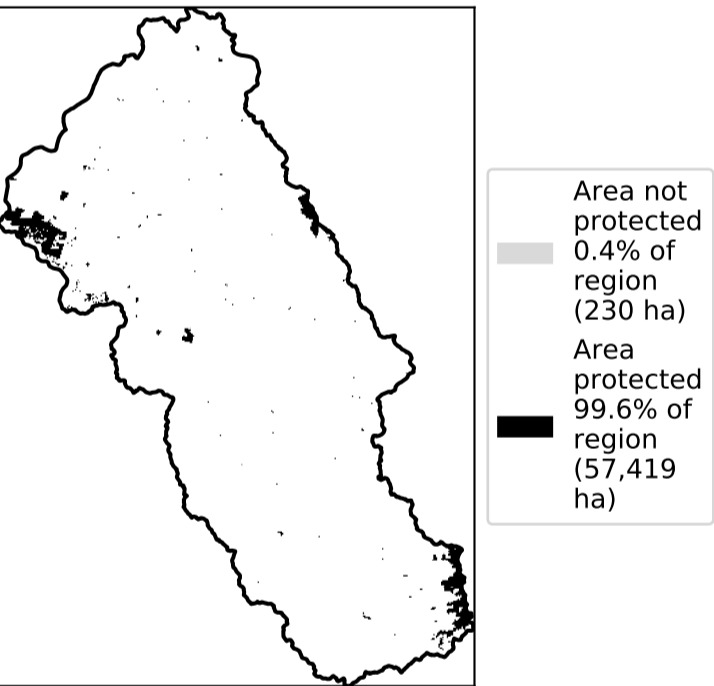 Area not
protected
0.4% of
region
(230 ha)
Area
protected
99.6% of
region
(57,419
ha)